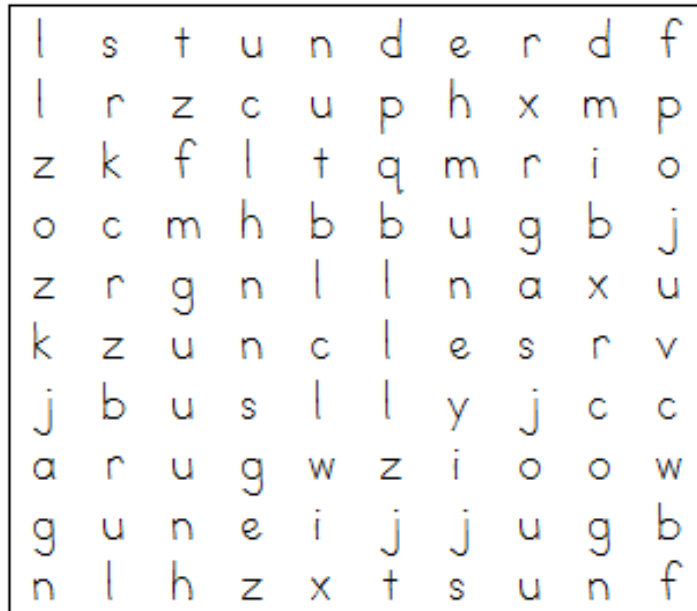 l s t u n d e r d f
l r z c u p h x m p
z k f l t q m r i o
o c m h b b u g b j
z r g n l l n a x u
k z u n c l e s r v
j b u s l l y j c c
a r u g w z i o o w
g u n e i j j u g b
n l h z x t s u n f